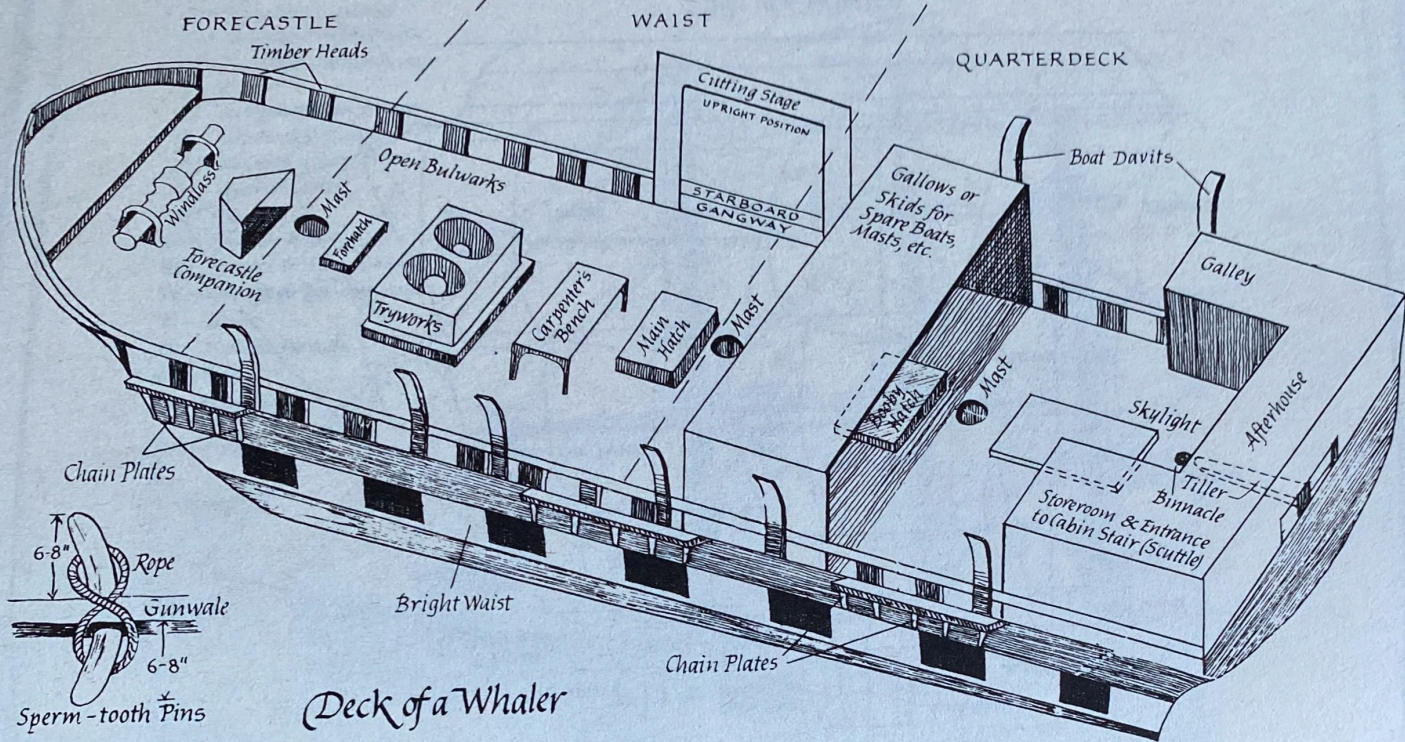 FORECASTLE
WAIST
QUARTERDECK
Timber Heads
Cutting Stage
UPRIGHT POSITION
Boat Davits
Open Bulwarks
STARBOARD
GANGWAY
Gallows or
Skids for
Spare Boats,
Masts, etc.
Windlass
Mast
ForeHatch
Forecastle
Companion
Tryworks
Carpenter's
Bench
Main
Hatch
Mast
Galley
Booby
Hatch
Mast
Skylight
Afterhouse
Tiller
Binnacle
Storeroom & Entrance
to Cabin Stair (Scuttle)
Chain Plates
6-8"
Rope
Gunwale
6-8"
Sperm-tooth Pins
Bright Waist
Chain Plates
Deck of a Whaler